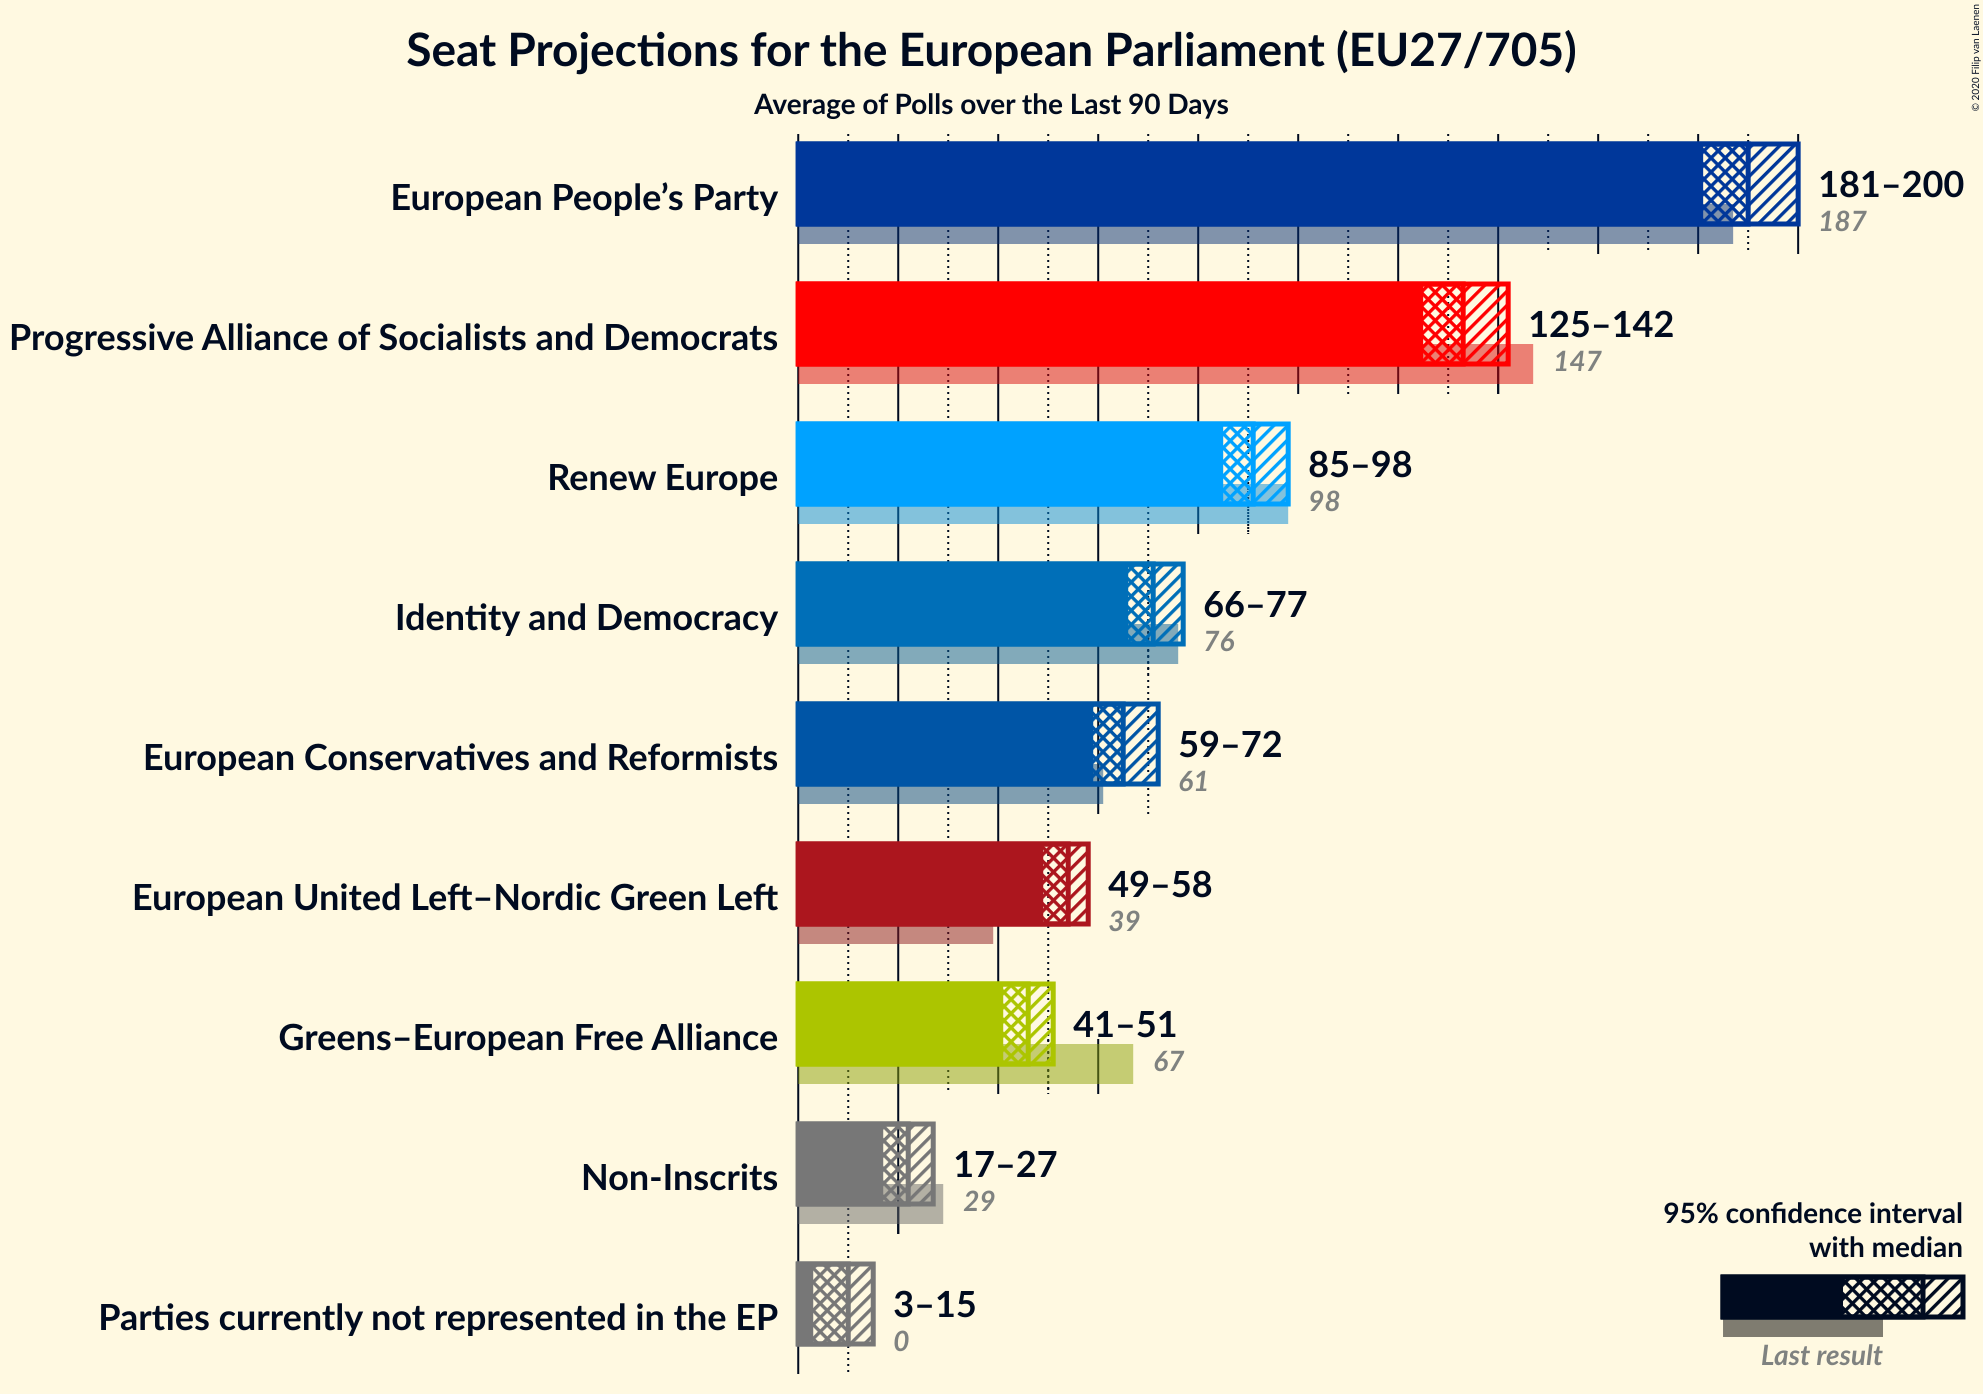 Seat Projections for the European Parliament (EU27/705)
Average of Polls over the Last 90 Days
© 2020 Filip van Laenen
European People’s Party
181–200
187
Progressive Alliance of Socialists and Democrats
125–142
147
Renew Europe
85–98
98
Identity and Democracy
66–77
76
European Conservatives and Reformists
59–72
61
European United Left–Nordic Green Left
49–58
39
Greens–European Free Alliance
41–51
67
Non-Inscrits
17–27
29
Parties currently not represented in the EP
3–15
0
95% confidence interval
with median
Last result